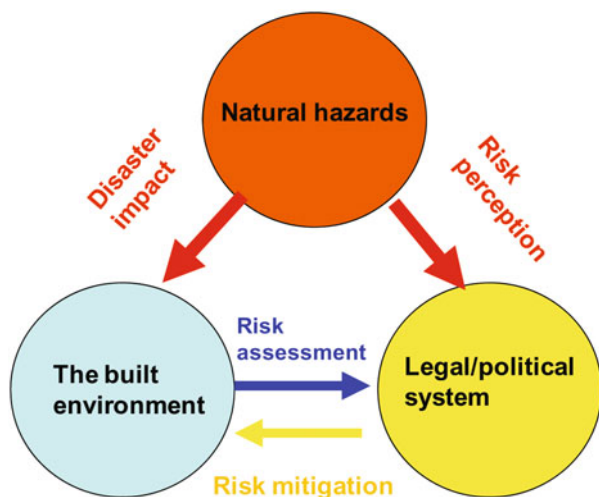 Natural hazards
Disaster
impact
Risk
perception
Risk
assessment
The built
environment
Legal/political
system
Risk mitigation